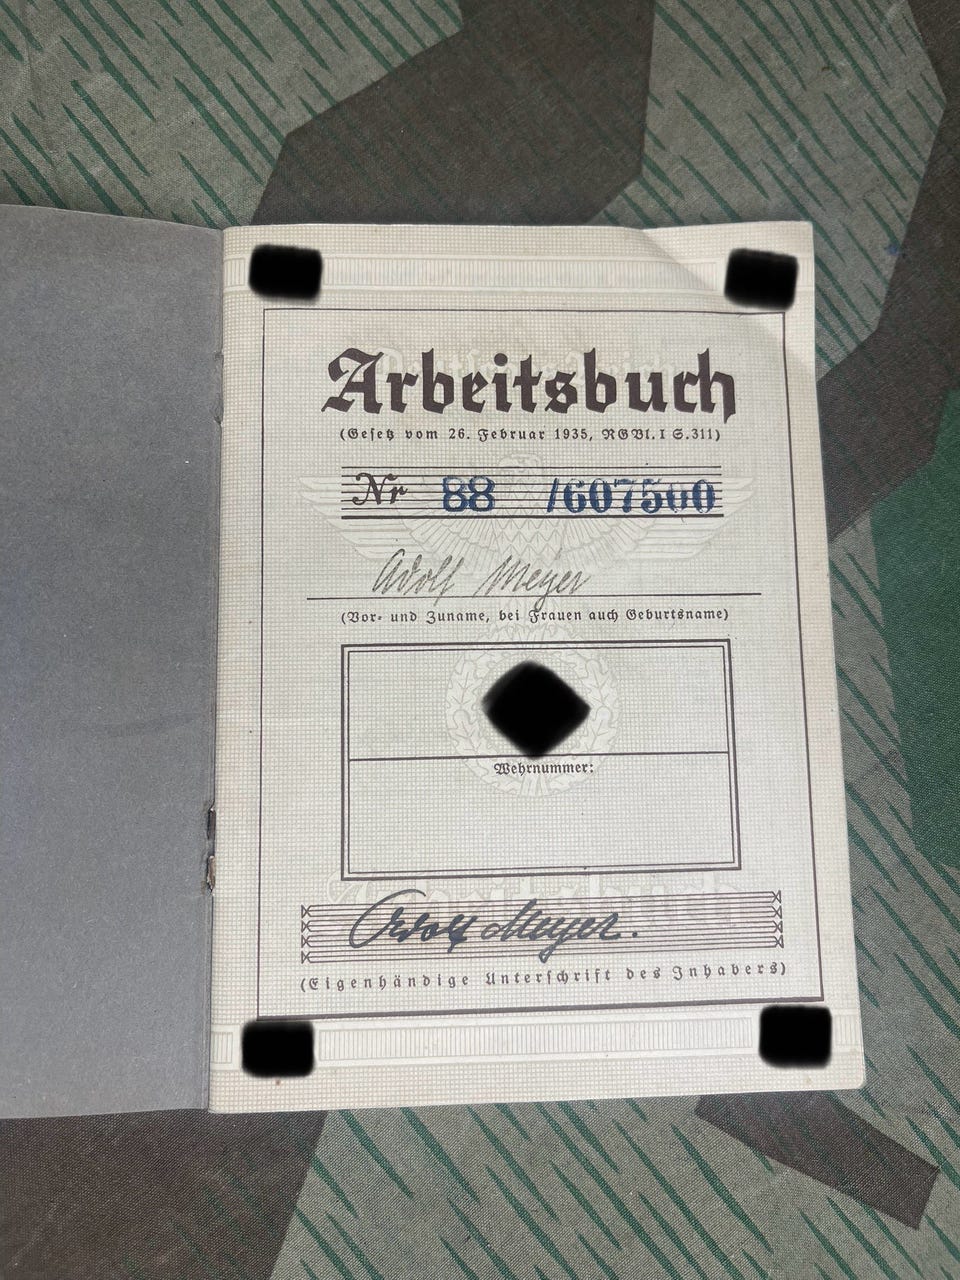 Arbeitsbuch
(Gesetz vom 26. Februar 1935, RGBl. I S. 311)
Nr 88 /607500
Adolf Meyer
(Vor- und Zuname, bei Frauen auch Geburtsname)
Wehrnummer:
Adolf Meyer.
(Eigenhändige Unterschrift des Inhabers)